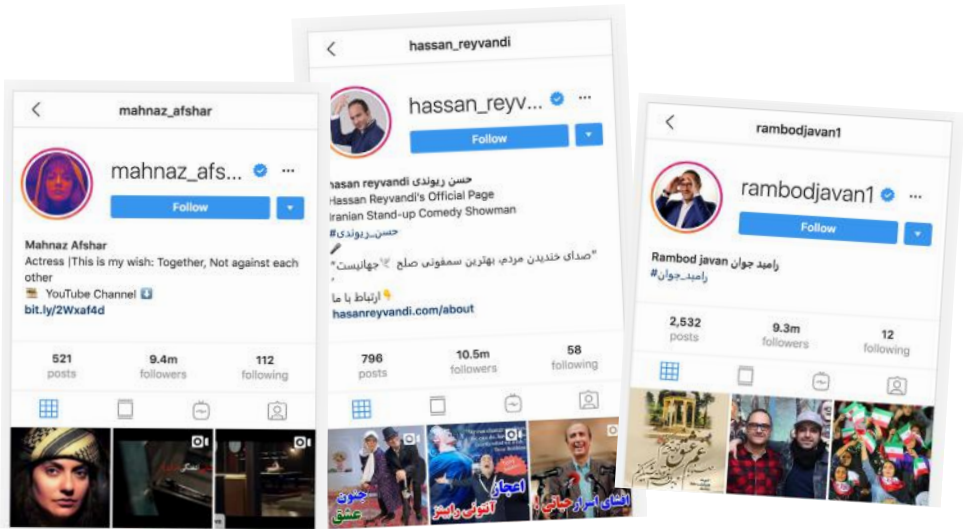 mahnaz_afshar
mahnaz_afs...
Follow
Mahnaz Afshar
Actress |This is my wish: Together, Not against each
other
YouTube Channel
bit.ly/2Wxaf4d
521
posts
9.4m
followers
112
following
hassan_reyvandi
hassan_reyv...
Follow
hasan reyvandi حسن ریوندی
Hassan Reyvandi's Official Page
Iranian Stand-up Comedy Showman
#حسن_ریوندی
"صدای خندیدن مردم، بهترین سمفونی صلح جهانیست"
ارتباط با ما
hasanreyvandi.com/about
796
posts
10.5m
followers
58
following
جنون
عشق
اعجاز
آنتونی رابینز
افشای اسرار حیاتی !
rambodjavan1
rambodjavan1
Follow
Rambod javan رامبد جوان
#رامبد_جوان
2,532
posts
9.3m
followers
12
following